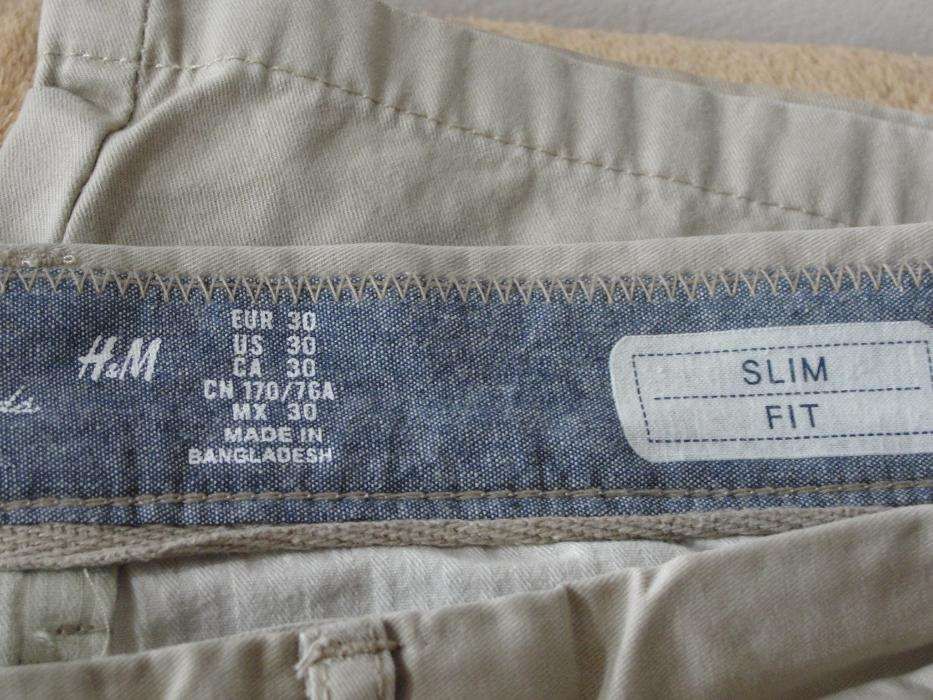 H&M
EUR 30
US 30
CA 30
CN 170/76A
MX 30
MADE IN
BANGLADESH
SLIM
FIT